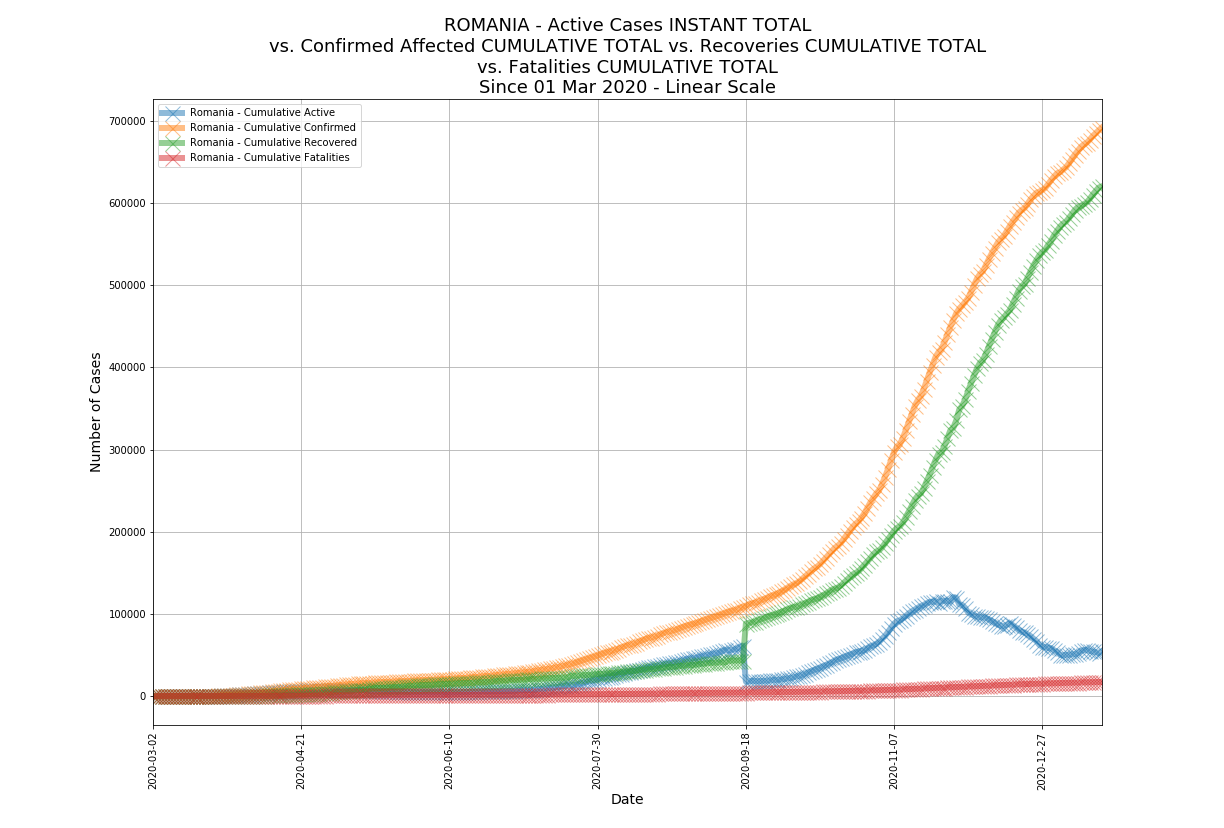 ROMANIA - Active Cases INSTANT TOTAL
vs. Confirmed Affected CUMULATIVE TOTAL vs. Recoveries CUMULATIVE TOTAL
vs. Fatalities CUMULATIVE TOTAL
Since 01 Mar 2020 - Linear Scale
Romania - Cumulative Active
Romania - Cumulative Confirmed
Romania - Cumulative Recovered
Romania - Cumulative Fatalities
700000
600000
500000
400000
300000
200000
100000
0
Number of Cases
2020-03-02
2020-04-21
2020-06-10
2020-07-30
2020-09-18
2020-11-07
2020-12-27
Date